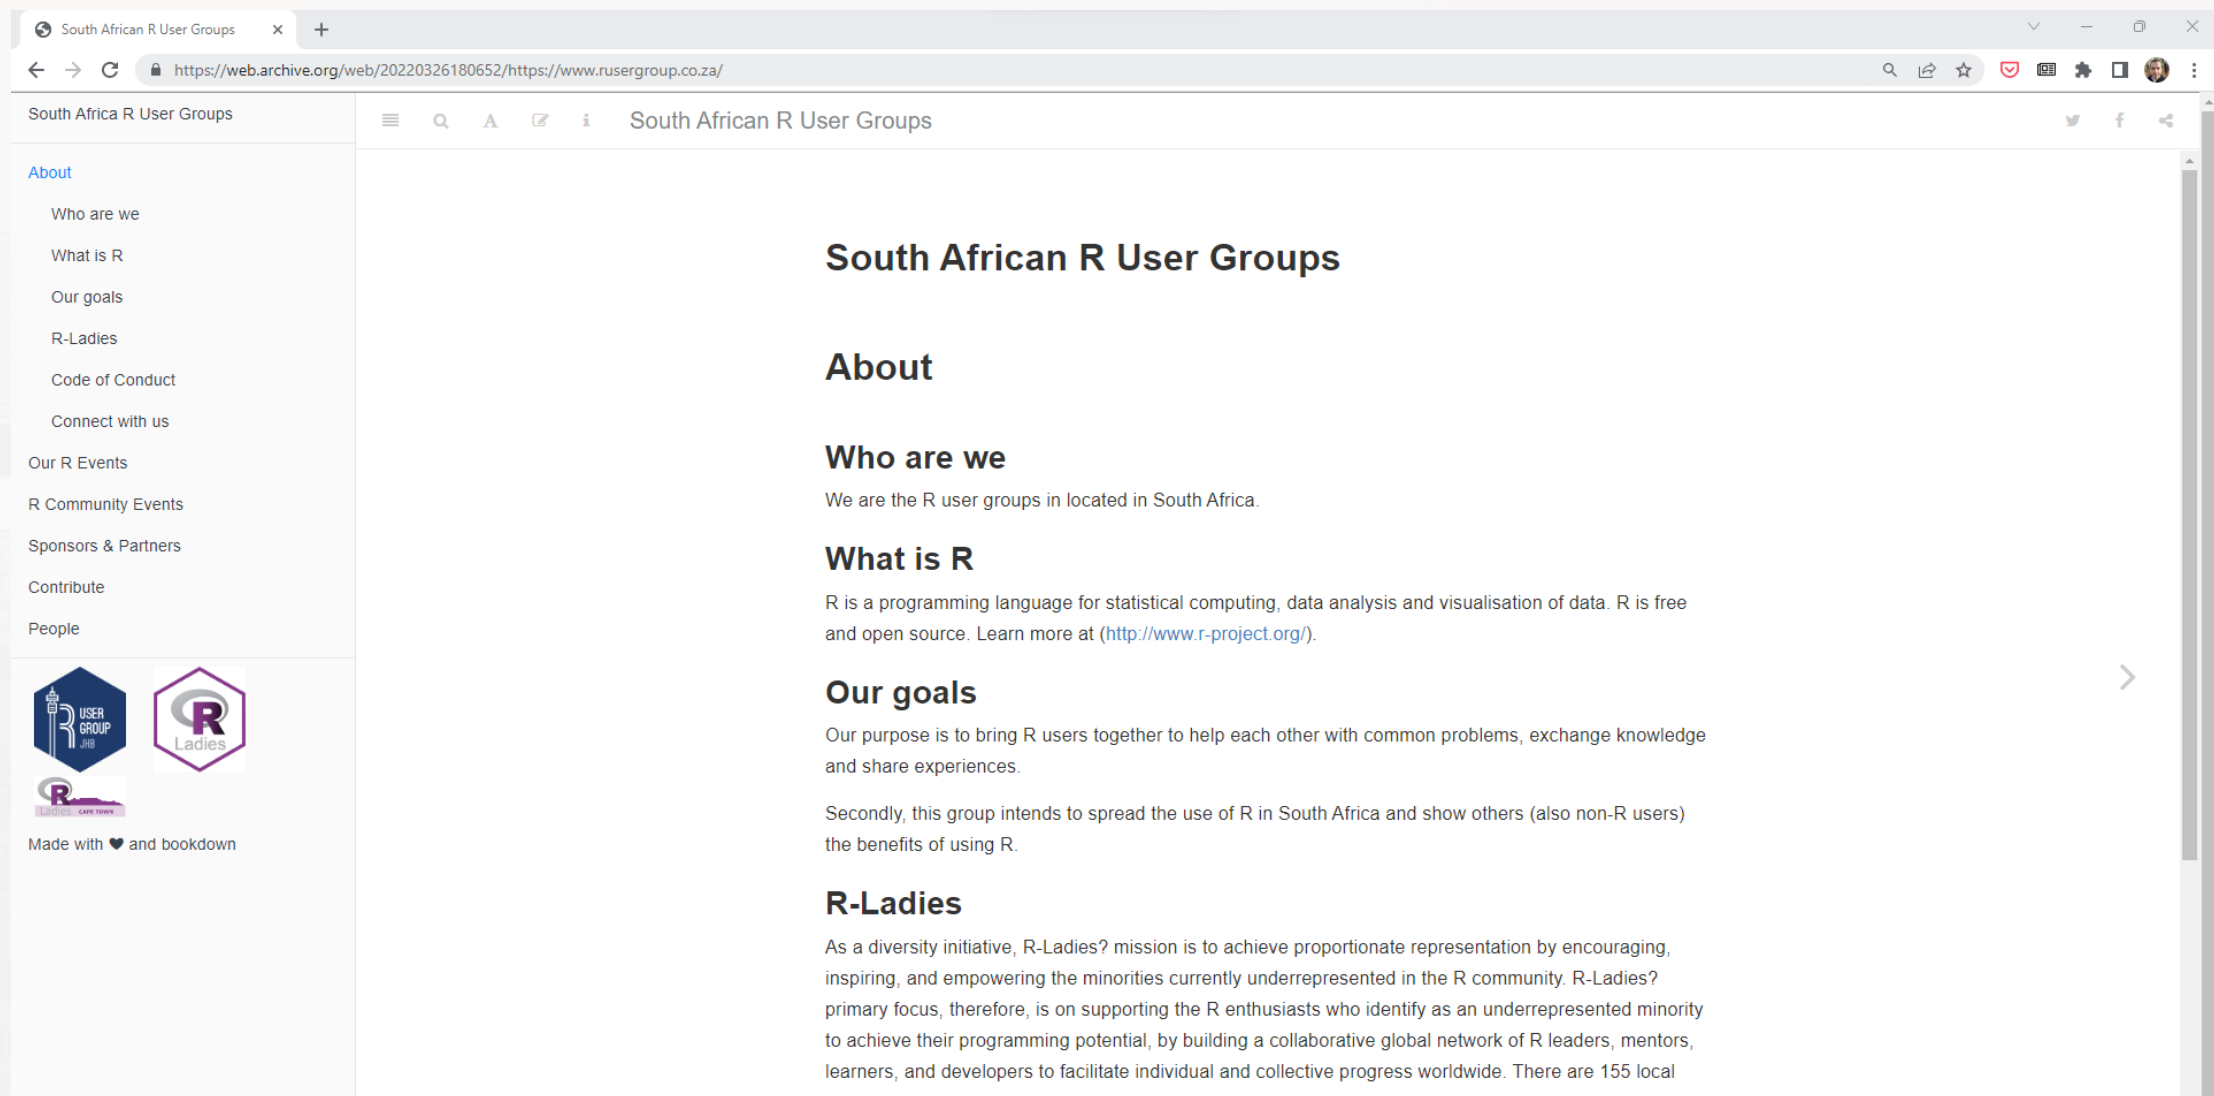 South African R User Groups
https://web.archive.org/web/20220326180652/https://www.rusergroup.co.za/
South Africa R User Groups
About
Who are we
What is R
Our goals
R-Ladies
Code of Conduct
Connect with us
Our R Events
R Community Events
Sponsors & Partners
Contribute
People
R USER
GROUP
JHB
R
Ladies
R
Ladies CAPE TOWN
Made with ♥ and bookdown
A
South African R User Groups
South African R User Groups
About
Who are we
We are the R user groups in located in South Africa.
What is R
R is a programming language for statistical computing, data analysis and visualisation of data. R is free
and open source. Learn more at (http://www.r-project.org/).
Our goals
Our purpose is to bring R users together to help each other with common problems, exchange knowledge
and share experiences.
Secondly, this group intends to spread the use of R in South Africa and show others (also non-R users)
the benefits of using R.
R-Ladies
As a diversity initiative, R-Ladies? mission is to achieve proportionate representation by encouraging,
inspiring, and empowering the minorities currently underrepresented in the R community. R-Ladies?
primary focus, therefore, is on supporting the R enthusiasts who identify as an underrepresented minority
to achieve their programming potential, by building a collaborative global network of R leaders, mentors,
learners, and developers to facilitate individual and collective progress worldwide. There are 155 local